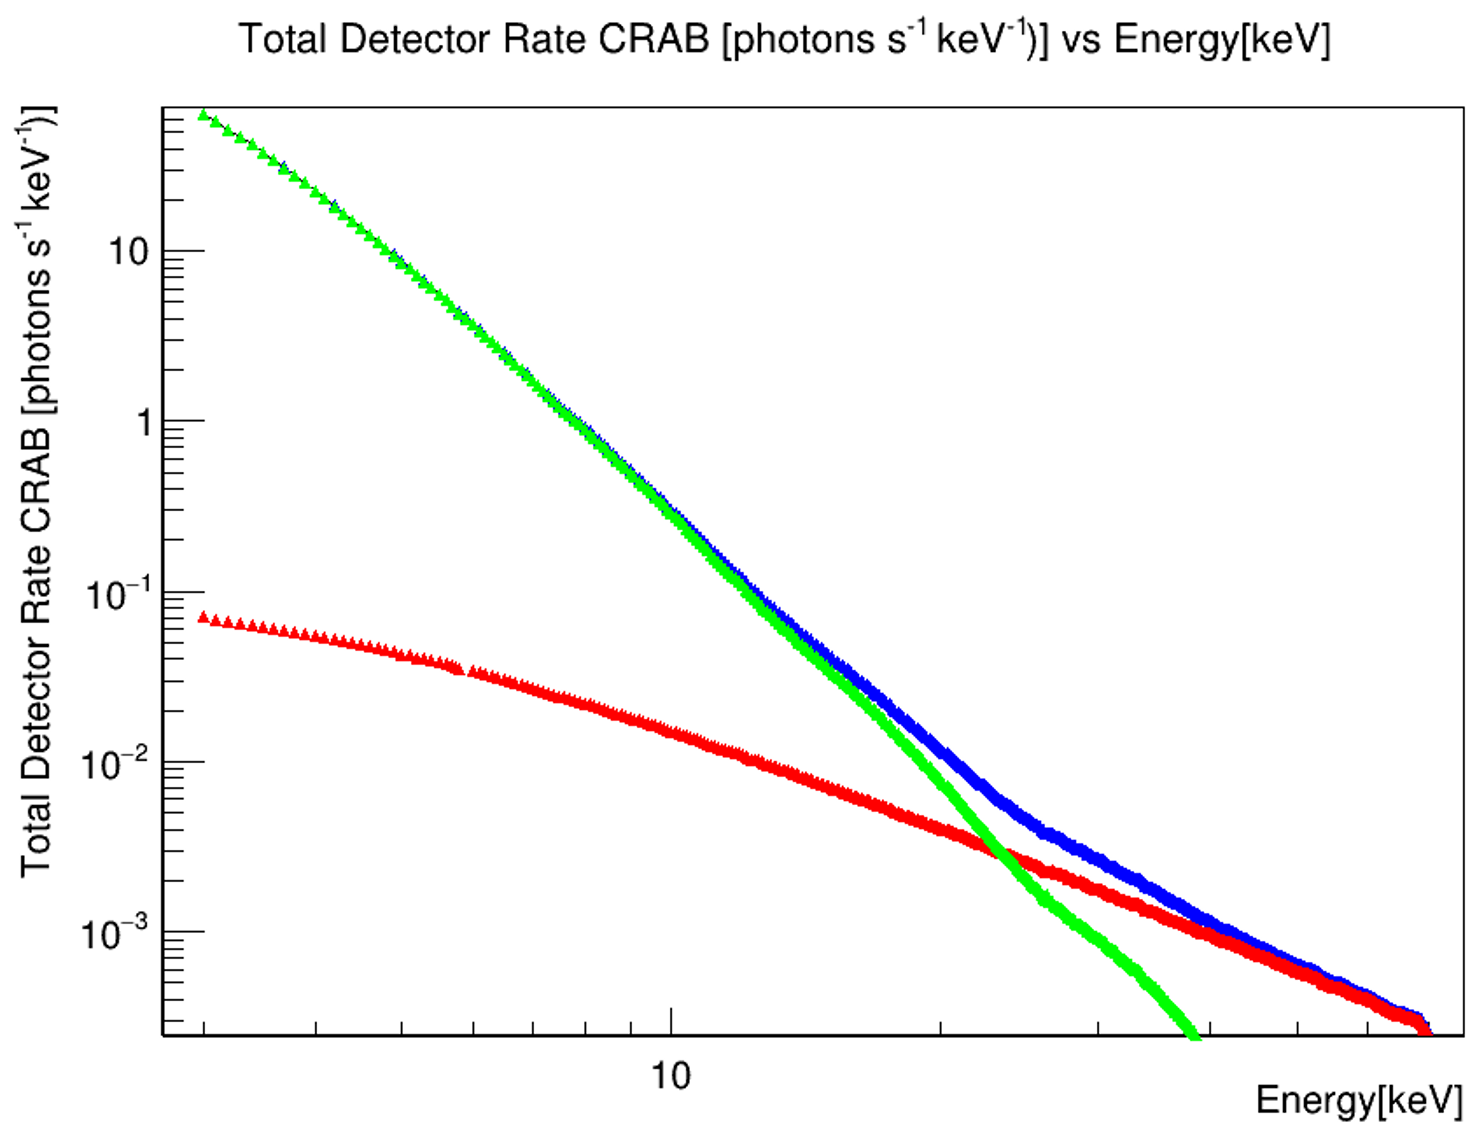 Total Detector Rate CRAB [photons s⁻¹ keV⁻¹)] vs Energy[keV]
Total Detector Rate CRAB [photons s⁻¹ keV⁻¹)]
10
1
10⁻¹
10⁻²
10⁻³
10
Energy[keV]